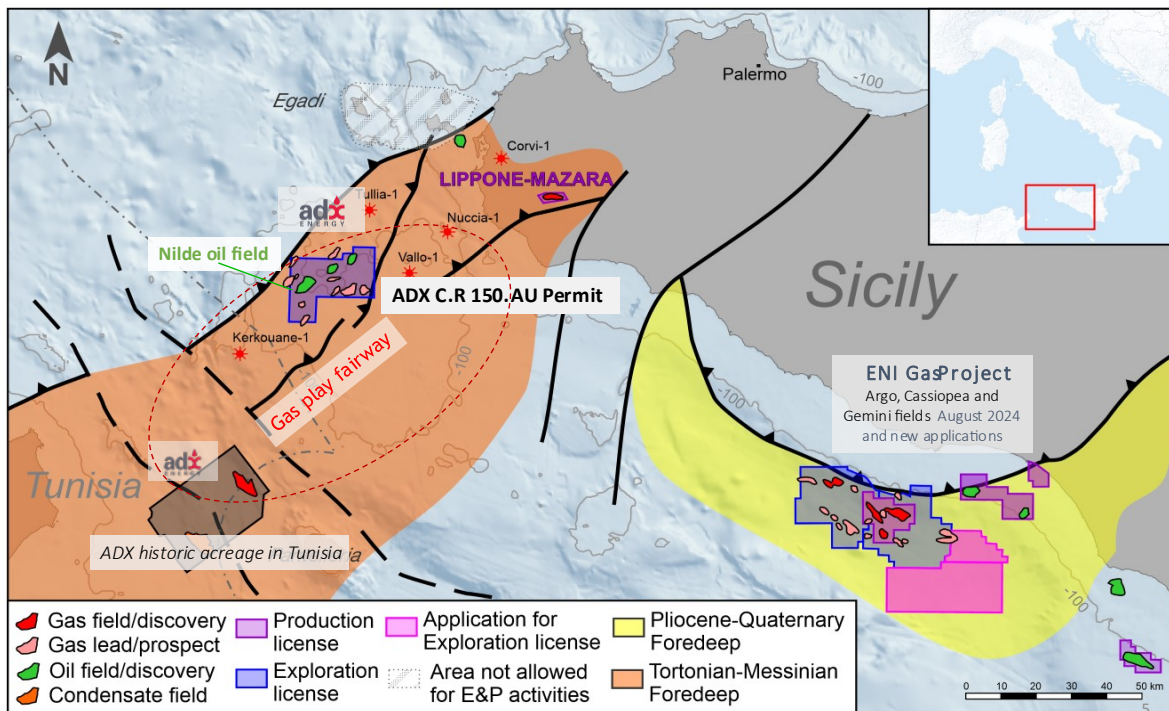 N
Egadi
Palermo
-100
Corvi-1
LIPPONE-MAZARA
adx
ENERGY
Tullia-1
Nuccia-1
Nilde oil field
Vallo-1
ADX C.R 150.AU Permit
Sicily
Kerkouane-1
-100
Gas play fairway
ENI GasProject
Argo, Cassiopea and
Gemini fields August 2024
and new applications
-100
adx
ENERGY
Tunisia
ADX historic acreage in Tunisia
-100
Gas field/discovery
Gas lead/prospect
Oil field/discovery
Condensate field
Production
license
Exploration
license
Application for
Exploration license
Area not allowed
for E&P activities
Pliocene-Quaternary
Foredeep
Tortonian-Messinian
Foredeep
0 10 20 30 40 50 km
5